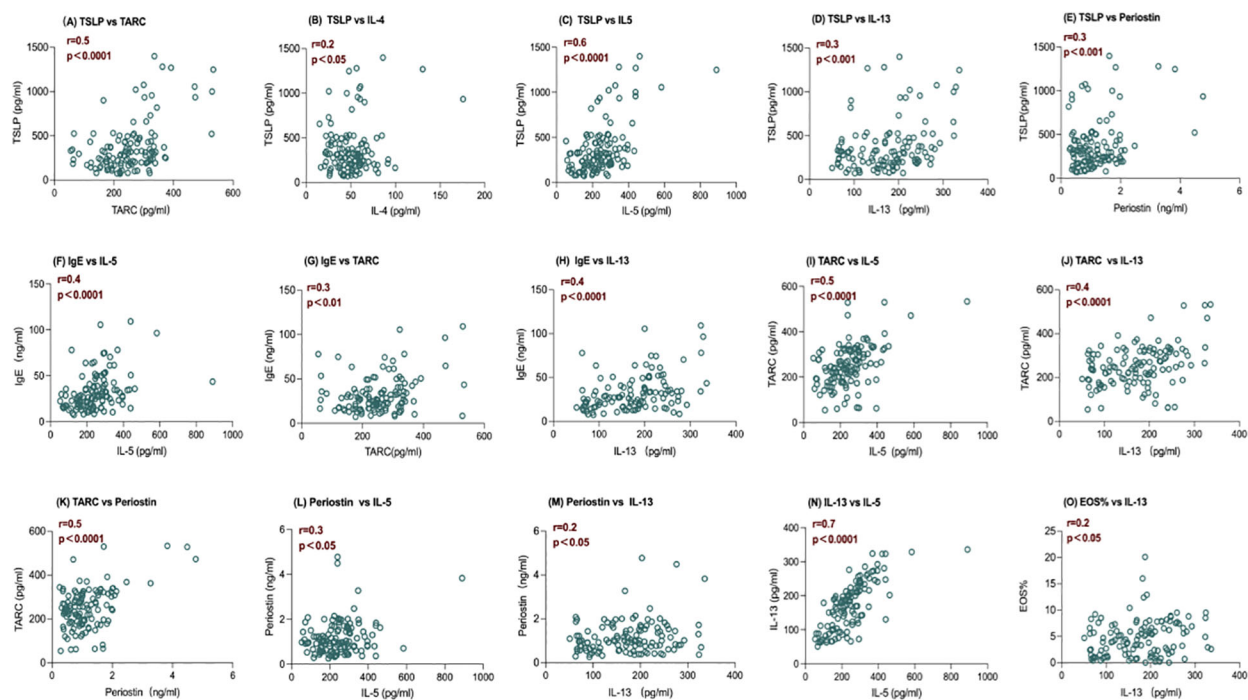 (A) TSLP vs TARC
r=0.5
p<0.0001
1500
1000
500
0
TSLP (pg/ml)
0 200 400 600
TARC (pg/ml)
(B) TSLP vs IL-4
r=0.2
p<0.05
1500
1000
500
0
TSLP (pg/ml)
0 50 100 150 200
IL-4 (pg/ml)
(C) TSLP vs IL5
r=0.6
p<0.0001
1500
1000
500
0
TSLP (pg/ml)
0 200 400 600 800 1000
IL-5 (pg/ml)
(D) TSLP vs IL-13
r=0.3
p<0.001
1500
1000
500
0
TSLP(pg/ml)
0 100 200 300 400
IL-13 (pg/ml)
(E) TSLP vs Periostin
r=0.3
p<0.001
1500
1000
500
0
TSLP(pg/ml)
0 2 4 6
Periostin (ng/ml)
(F) IgE vs IL-5
r=0.4
p<0.0001
150
100
50
0
IgE (ng/ml)
0 200 400 600 800 1000
IL-5 (pg/ml)
(G) IgE vs TARC
r=0.3
p<0.01
150
100
50
0
IgE (ng/ml)
0 200 400 600
TARC(pg/ml)
(H) IgE vs IL-13
r=0.4
p<0.0001
150
100
50
0
IgE (ng/ml)
0 100 200 300 400
IL-13 (pg/ml)
(I) TARC vs IL-5
r=0.5
p<0.0001
600
400
200
0
TARC (pg/ml)
0 200 400 600 800 1000
IL-5 (pg/ml)
(J) TARC vs IL-13
r=0.4
p<0.0001
600
400
200
0
TARC (pg/ml)
0 100 200 300 400
IL-13 (pg/ml)
(K) TARC vs Periostin
r=0.5
p<0.0001
600
400
200
0
TARC (pg/ml)
0 2 4 6
Periostin (ng/ml)
(L) Periostin vs IL-5
r=0.3
p<0.05
6
4
2
0
Periostin (ng/ml)
0 200 400 600 800 1000
IL-5 (pg/ml)
(M) Periostin vs IL-13
r=0.2
p<0.05
6
4
2
0
Periostin (ng/ml)
0 100 200 300 400
IL-13 (pg/ml)
(N) IL-13 vs IL-5
r=0.7
p<0.0001
400
300
200
100
0
IL-13 (pg/ml)
0 200 400 600 800 1000
IL-5 (pg/ml)
(O) EOS% vs IL-13
r=0.2
p<0.05
25
20
15
10
5
0
EOS%
0 100 200 300 400
IL-13 (pg/ml)